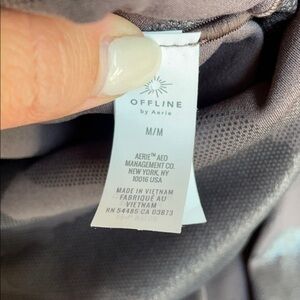 OFFLINE
by Aerie
M/M
AERIE™ AEO
MANAGEMENT CO.
NEW YORK, NY
10016 USA
MADE IN VIETNAM
FABRIQUÉ AU
VIETNAM
RN 54485 CA 03873